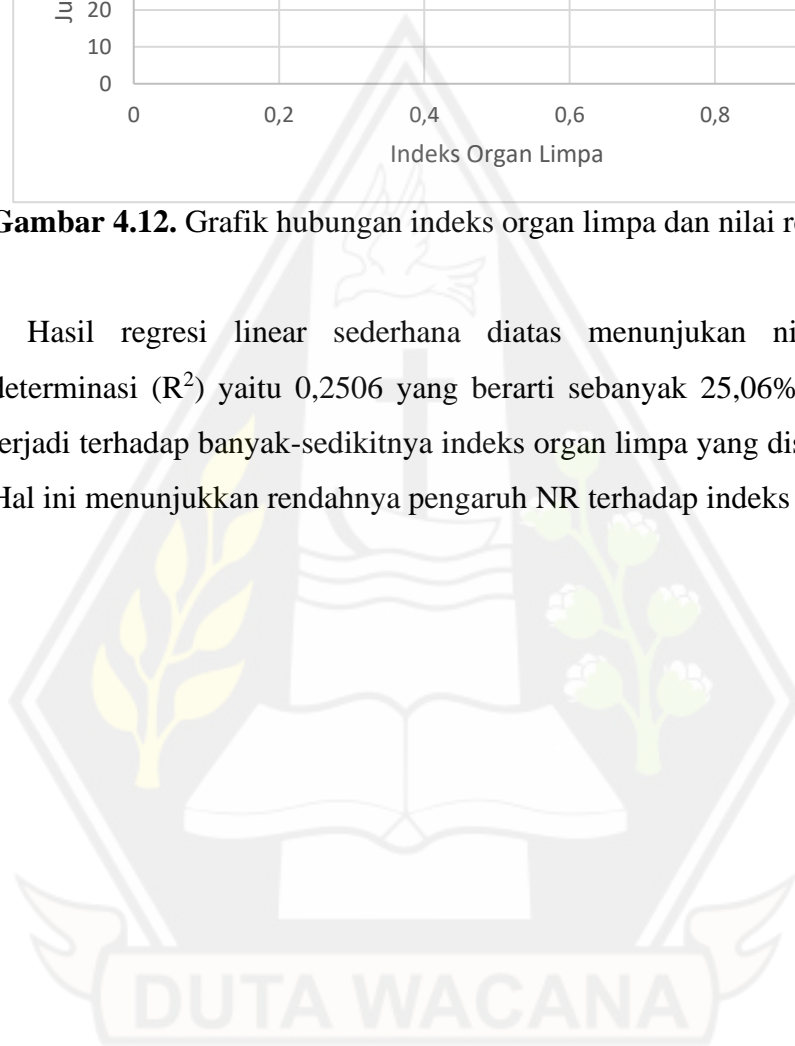 20
10
0
0 0,2 0,4 0,6 0,8
Indeks Organ Limpa
Gambar 4.12. Grafik hubungan indeks organ limpa dan nilai
Hasil regresi linear sederhana diatas menunjukan
determinasi (R²) yaitu 0,2506 yang berarti sebanyak 25,06%
terjadi terhadap banyak-sedikitnya indeks organ limpa yang
Hal ini menunjukkan rendahnya pengaruh NR terhadap indeks
DUTA WACANA